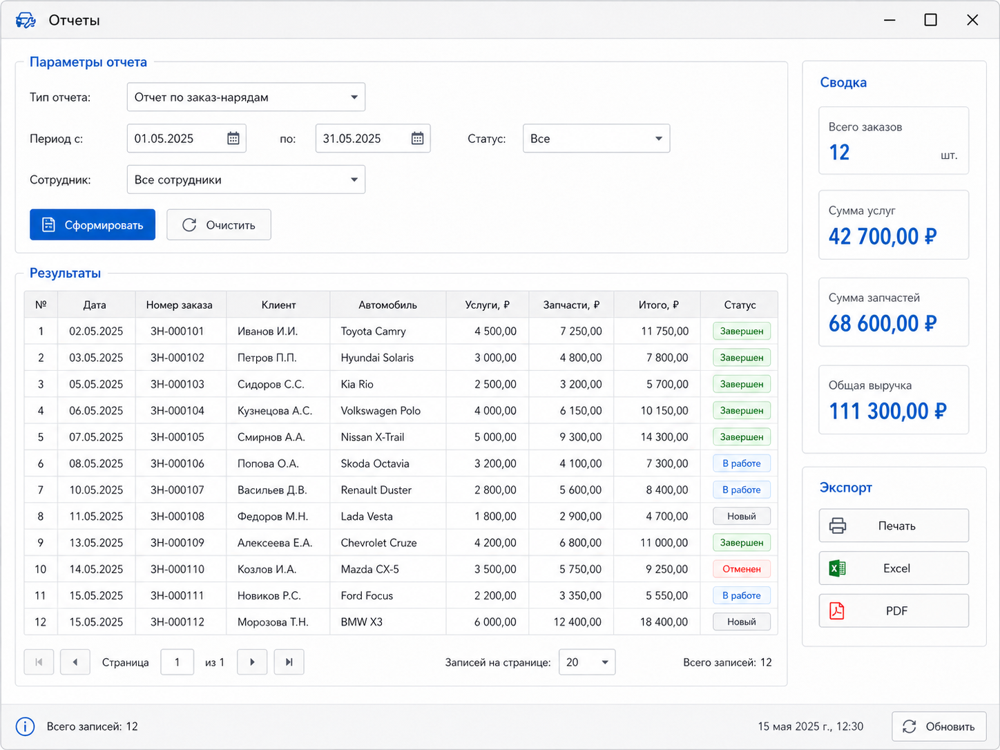 Отчеты
Параметры отчета
Тип отчета: Отчет по заказ-нарядам
Период с: 01.05.2025 по: 31.05.2025 Статус: Все
Сотрудник: Все сотрудники
Сформировать Очистить
Результаты
№ Дата Номер заказа Клиент Автомобиль Услуги, ₽ Запчасти, ₽ Итого, ₽ Статус
1 02.05.2025 ЗН-000101 Иванов И.И. Toyota Camry 4 500,00 7 250,00 11 750,00 Завершен
2 03.05.2025 ЗН-000102 Петров П.П. Hyundai Solaris 3 000,00 4 800,00 7 800,00 Завершен
3 05.05.2025 ЗН-000103 Сидоров С.С. Kia Rio 2 500,00 3 200,00 5 700,00 Завершен
4 06.05.2025 ЗН-000104 Кузнецова А.С. Volkswagen Polo 4 000,00 6 150,00 10 150,00 Завершен
5 07.05.2025 ЗН-000105 Смирнов А.А. Nissan X-Trail 5 000,00 9 300,00 14 300,00 Завершен
6 08.05.2025 ЗН-000106 Попова О.А. Skoda Octavia 3 200,00 4 100,00 7 300,00 В работе
7 10.05.2025 ЗН-000107 Васильев Д.В. Renault Duster 2 800,00 5 600,00 8 400,00 В работе
8 11.05.2025 ЗН-000108 Федоров М.Н. Lada Vesta 1 800,00 2 900,00 4 700,00 Новый
9 13.05.2025 ЗН-000109 Алексеева Е.А. Chevrolet Cruze 4 200,00 6 800,00 11 000,00 Завершен
10 14.05.2025 ЗН-000110 Козлов И.А. Mazda CX-5 3 500,00 5 750,00 9 250,00 Отменен
11 15.05.2025 ЗН-000111 Новиков Р.С. Ford Focus 2 200,00 3 350,00 5 550,00 В работе
12 15.05.2025 ЗН-000112 Морозова Т.Н. BMW X3 6 000,00 12 400,00 18 400,00 Новый
Страница 1 из 1 Записей на странице: 20 Всего записей: 12
Сводка
Всего заказов
12 шт.
Сумма услуг
42 700,00 ₽
Сумма запчастей
68 600,00 ₽
Общая выручка
111 300,00 ₽
Экспорт
Печать
Excel
PDF
Всего записей: 12 15 мая 2025 г., 12:30 Обновить